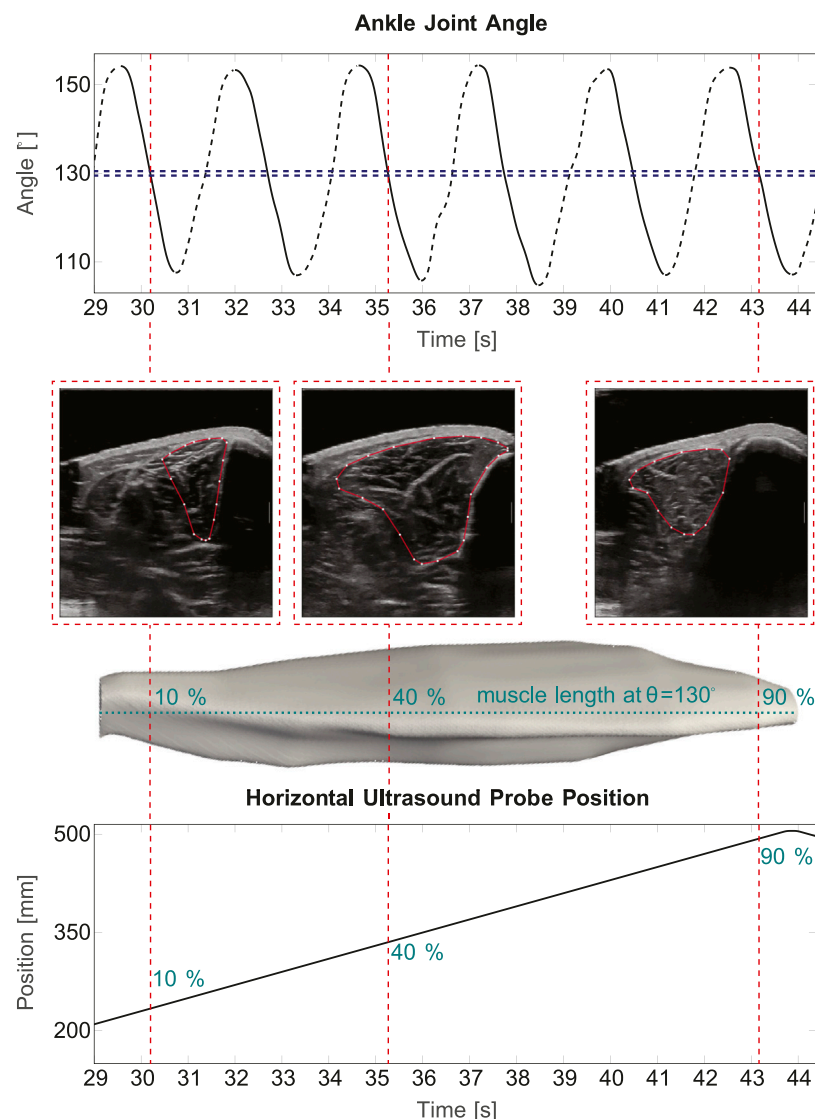 Ankle Joint Angle
Angle [°]
150
130
110
29 30 31 32 33 34 35 36 37 38 39 40 41 42 43 44
Time [s]
10 % 40 % muscle length at θ=130° 90 %
Horizontal Ultrasound Probe Position
Position [mm]
500
90 %
350
40 %
10 %
200
29 30 31 32 33 34 35 36 37 38 39 40 41 42 43 44
Time [s]